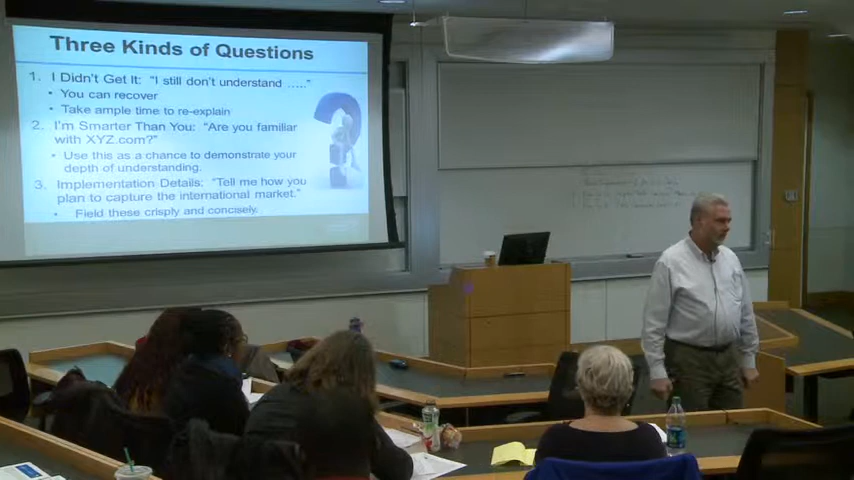 Three Kinds of Questions
1. I Didn't Get It: "I still don't understand ….."
• You can recover
• Take ample time to re-explain
2. I'm Smarter Than You: "Are you familiar
with XYZ.com?"
• Use this as a chance to demonstrate your
depth of understanding.
3. Implementation Details: "Tell me how you
plan to capture the international market."
• Field these crisply and concisely.